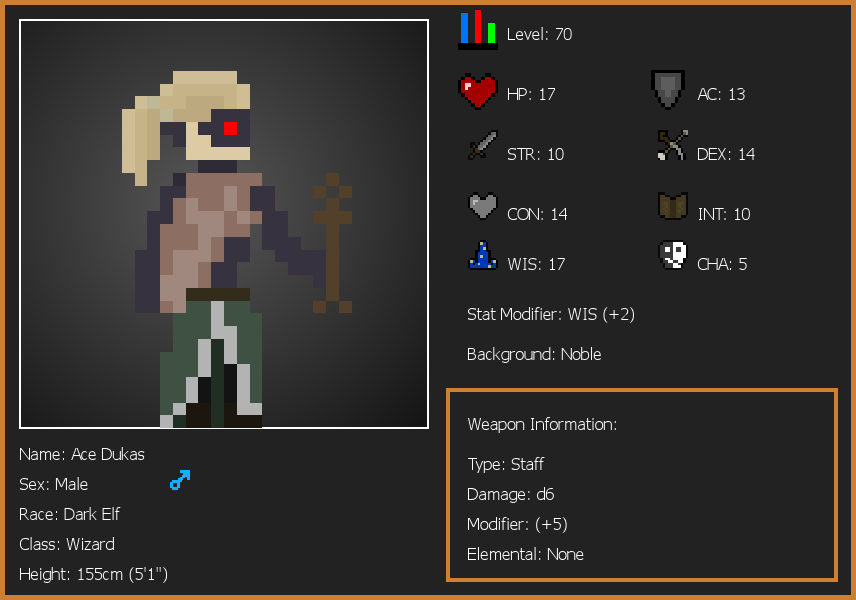 Level: 70
HP: 17
AC: 13
STR: 10
DEX: 14
CON: 14
INT: 10
WIS: 17
CHA: 5
Stat Modifier: WIS (+2)
Background: Noble
Weapon Information:
Type: Staff
Damage: d6
Modifier: (+5)
Elemental: None
Name: Ace Dukas
Sex: Male
Race: Dark Elf
Class: Wizard
Height: 155cm (5'1")